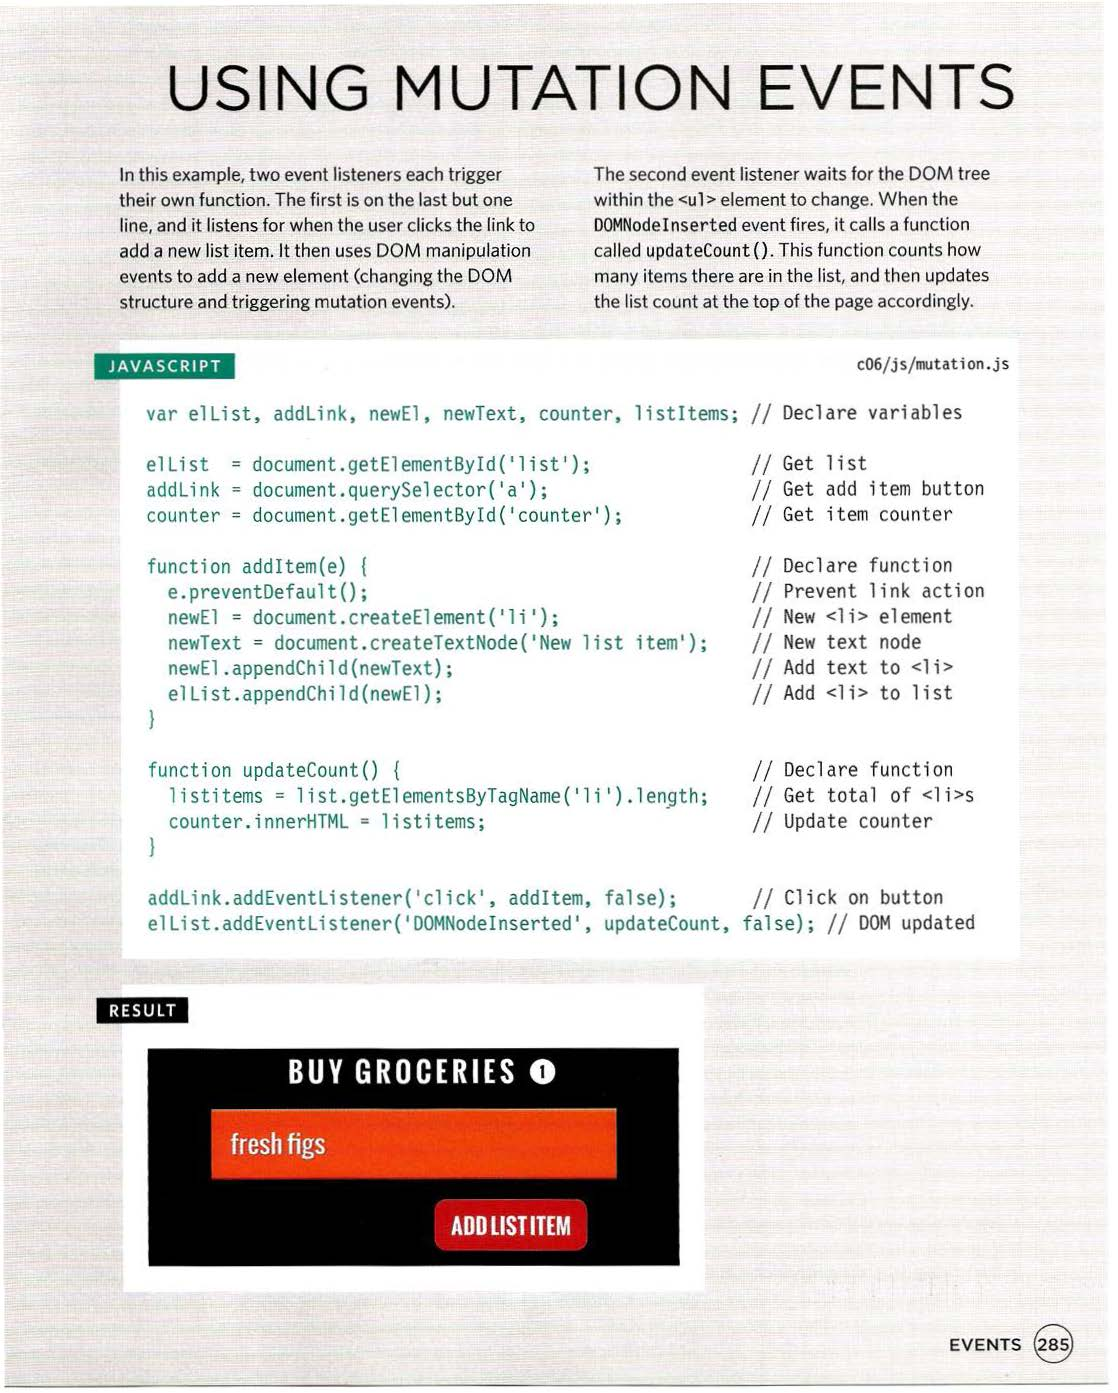 USING MUTATION EVENTS
In this example, two event listeners each trigger
their own function. The first is on the last but one
line, and it listens for when the user clicks the link to
add a new list item. It then uses DOM manipulation
events to add a new element (changing the DOM
structure and triggering mutation events).
The second event listener waits for the DOM tree
within the <ul> element to change. When the
DOMNodeInserted event fires, it calls a function
called updateCount(). This function counts how
many items there are in the list, and then updates
the list count at the top of the page accordingly.
JAVASCRIPT
c06/js/mutation.js
var elList, addLink, newEl, newText, counter, listItems; // Declare variables
elList = document.getElementById('list'); // Get list
addLink = document.querySelector('a'); // Get add item button
counter = document.getElementById('counter'); // Get item counter
function addItem(e) { // Declare function
e.preventDefault(); // Prevent link action
newEl = document.createElement('li'); // New <li> element
newText = document.createTextNode('New list item'); // New text node
newEl.appendChild(newText); // Add text to <li>
elList.appendChild(newEl); // Add <li> to list
}
function updateCount() { // Declare function
listitems = list.getElementsByTagName('li').length; // Get total of <li>s
counter.innerHTML = listitems; // Update counter
}
addLink.addEventListener('click', addItem, false); // Click on button
elList.addEventListener('DOMNodeInserted', updateCount, false); // DOM updated
RESULT
BUY GROCERIES 1
fresh figs
ADD LIST ITEM
EVENTS 285